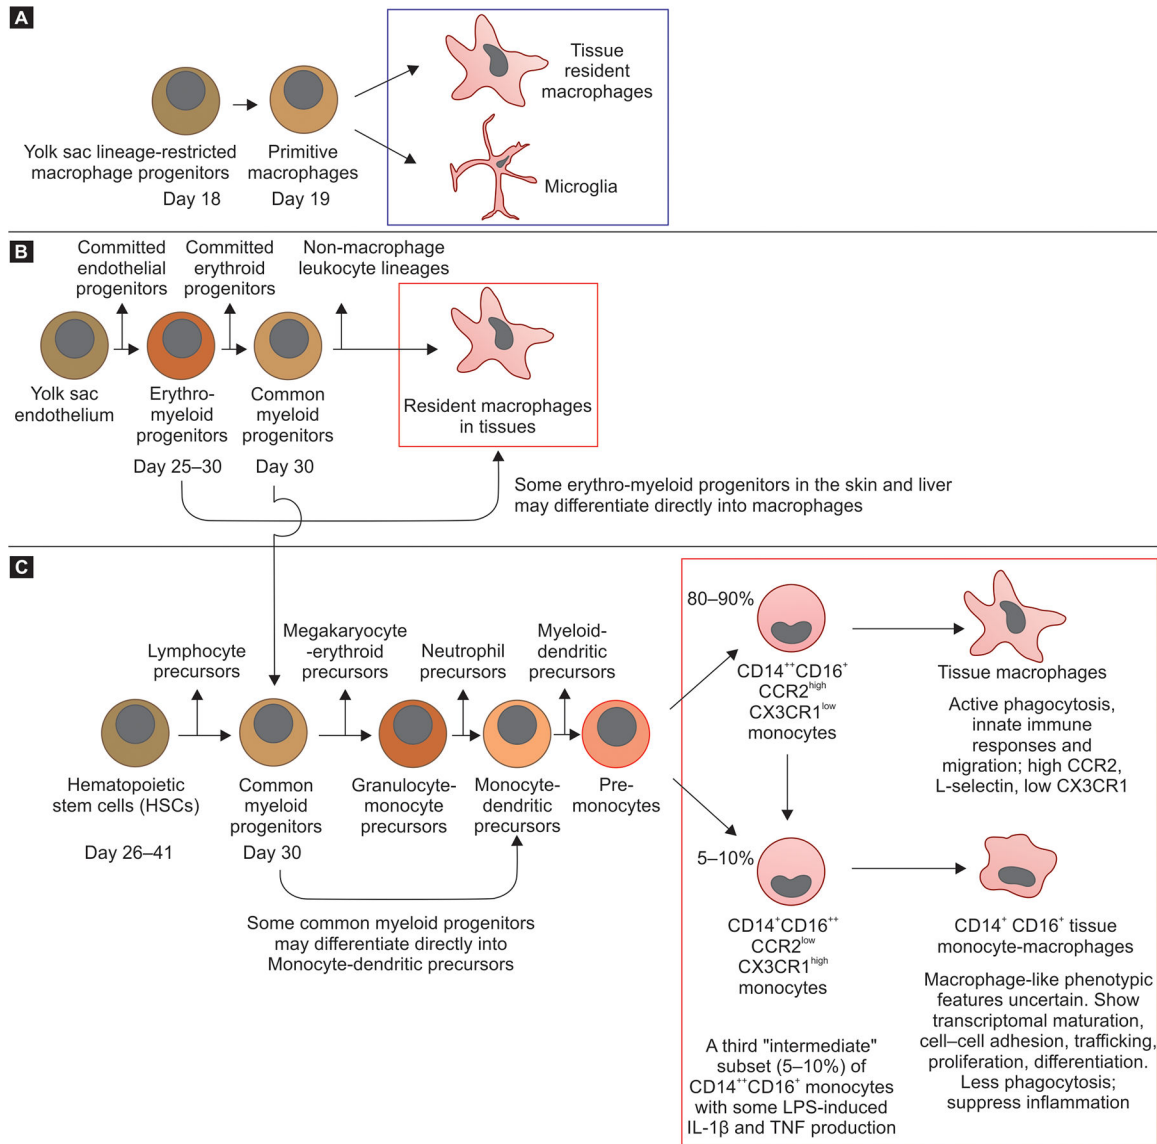 A
Tissue
resident
macrophages
Yolk sac lineage-restricted
macrophage progenitors
Day 18
Primitive
macrophages
Day 19
Microglia
B
Committed
endothelial
progenitors
Committed
erythroid
progenitors
Non-macrophage
leukocyte lineages
Yolk sac
endothelium
Erythro-
myeloid
progenitors
Day 25–30
Common
myeloid
progenitors
Day 30
Resident macrophages
in tissues
Some erythro-myeloid progenitors in the skin and liver
may differentiate directly into macrophages
C
Lymphocyte
precursors
Megakaryocyte
-erythroid
precursors
Neutrophil
precursors
Myeloid-
dendritic
precursors
Hematopoietic
stem cells (HSCs)
Day 26–41
Common
myeloid
progenitors
Day 30
Granulocyte-
monocyte
precursors
Monocyte-
dendritic
precursors
Pre-
monocytes
Some common myeloid progenitors
may differentiate directly into
Monocyte-dendritic precursors
80–90%
CD14⁺⁺CD16⁺
CCR2ʰⁱᵍʰ
CX3CR1ˡᵒʷ
monocytes
Tissue macrophages
Active phagocytosis,
innate immune
responses and
migration; high CCR2,
L-selectin, low CX3CR1
5–10%
CD14⁺CD16⁺⁺
CCR2ˡᵒʷ
CX3CR1ʰⁱᵍʰ
monocytes
CD14⁺ CD16⁺ tissue
monocyte-macrophages
Macrophage-like phenotypic
features uncertain. Show
transcriptomal maturation,
cell–cell adhesion, trafficking,
proliferation, differentiation.
Less phagocytosis;
suppress inflammation
A third "intermediate"
subset (5–10%) of
CD14⁺⁺CD16⁺ monocytes
with some LPS-induced
IL-1β and TNF production